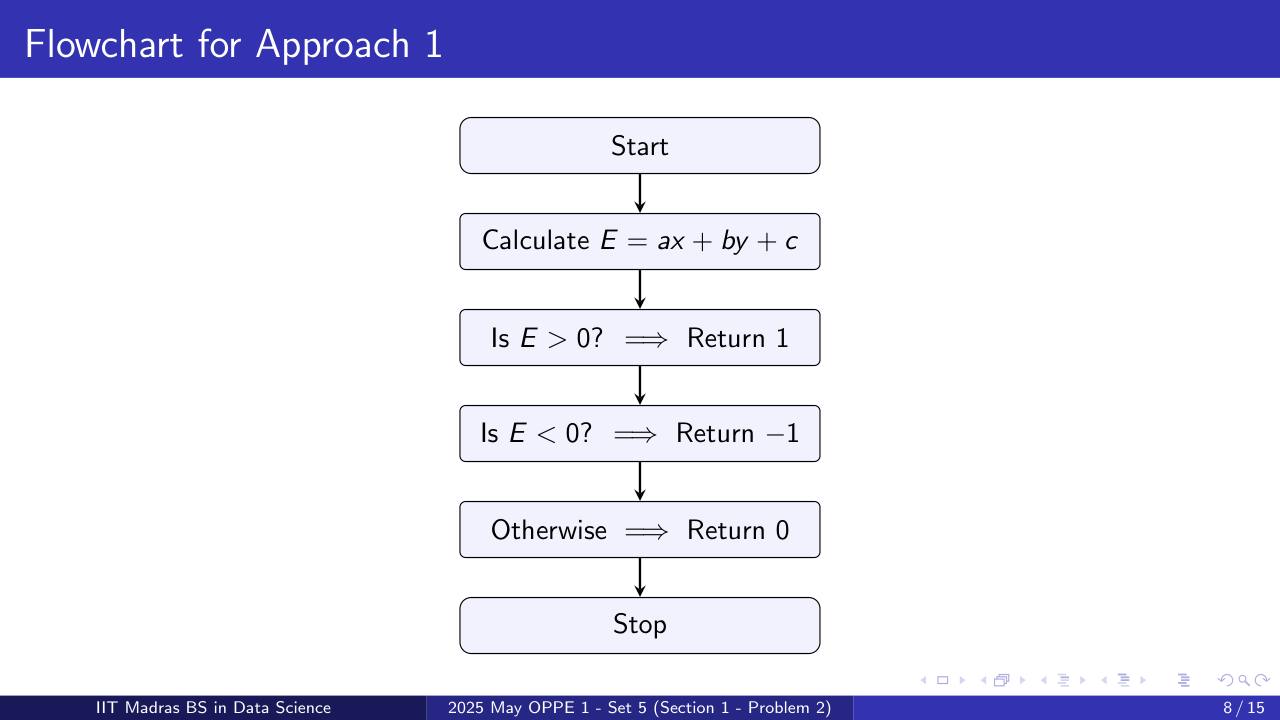 Flowchart for Approach 1
Start
Calculate E = ax + by + c
Is E > 0? ⟹ Return 1
Is E < 0? ⟹ Return −1
Otherwise ⟹ Return 0
Stop
IIT Madras BS in Data Science
2025 May OPPE 1 - Set 5 (Section 1 - Problem 2)
8 / 15